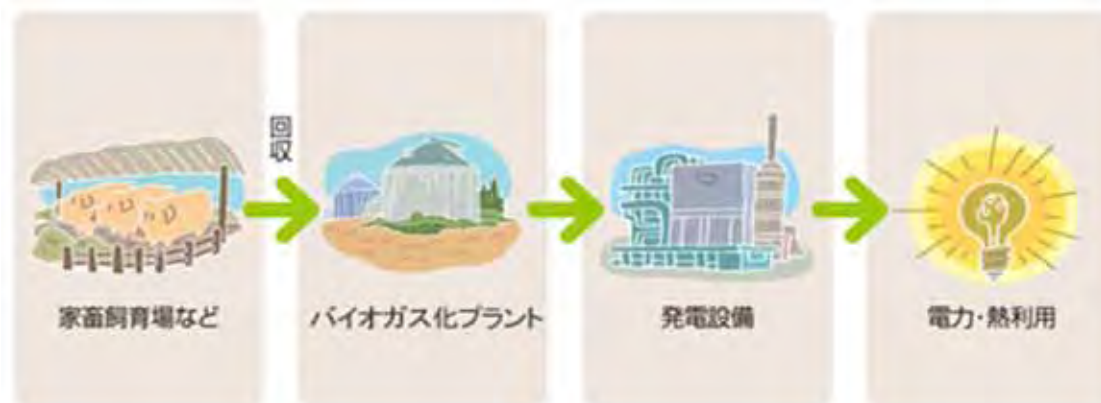 家畜飼育場など
回収
バイオガス化プラント
発電設備
電力・熱利用